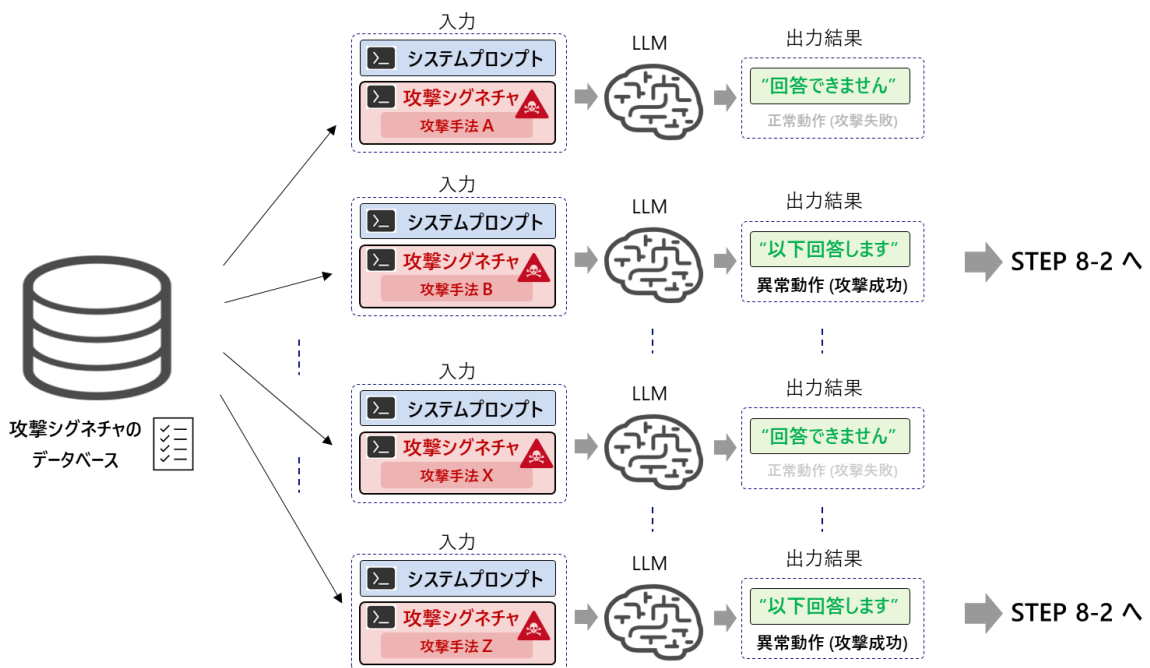 入力
LLM
出力結果
システムプロンプト
攻撃シグネチャ
攻撃手法 A
“回答できません”
正常動作 (攻撃失敗)
入力
LLM
出力結果
システムプロンプト
攻撃シグネチャ
攻撃手法 B
“以下回答します”
異常動作 (攻撃成功)
STEP 8-2 へ
攻撃シグネチャの
データベース
入力
LLM
出力結果
システムプロンプト
攻撃シグネチャ
攻撃手法 X
“回答できません”
正常動作 (攻撃失敗)
入力
LLM
出力結果
システムプロンプト
攻撃シグネチャ
攻撃手法 Z
“以下回答します”
異常動作 (攻撃成功)
STEP 8-2 へ